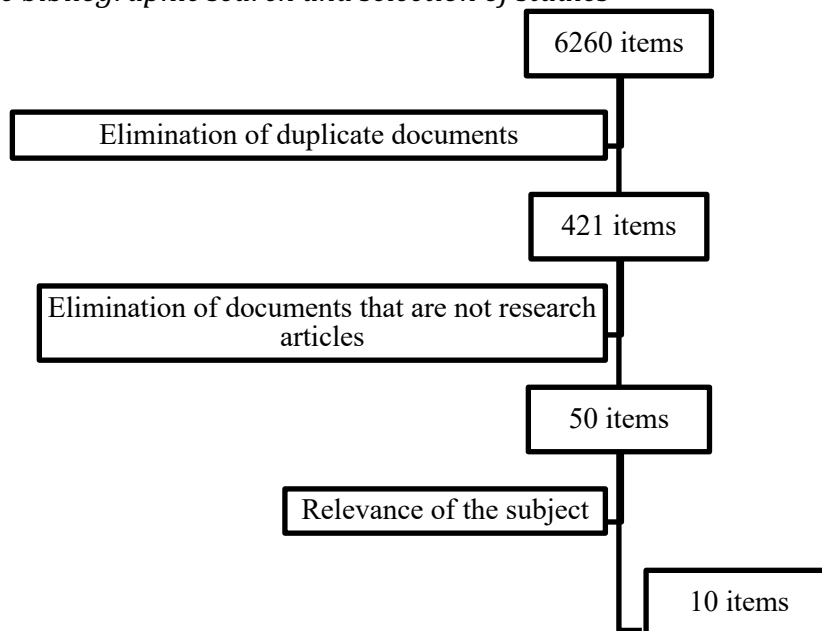 bibliographic search and selection of studies
6260 items
Elimination of duplicate documents
421 items
Elimination of documents that are not research
articles
50 items
Relevance of the subject
10 items